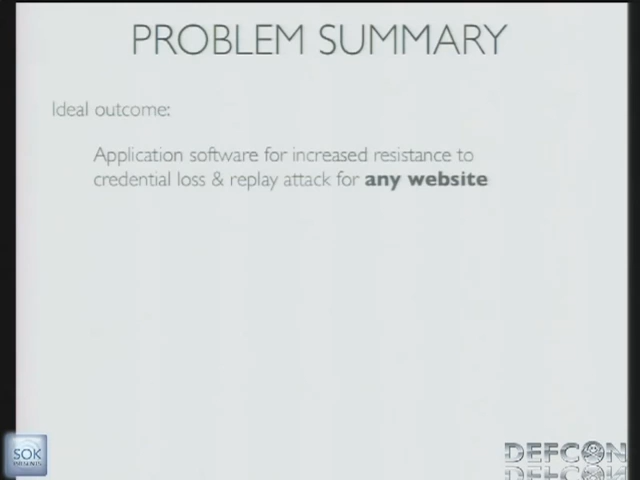 PROBLEM SUMMARY
Ideal outcome:
Application software for increased resistance to
credential loss & replay attack for any website
SOK
PRESENTS
DEFCON